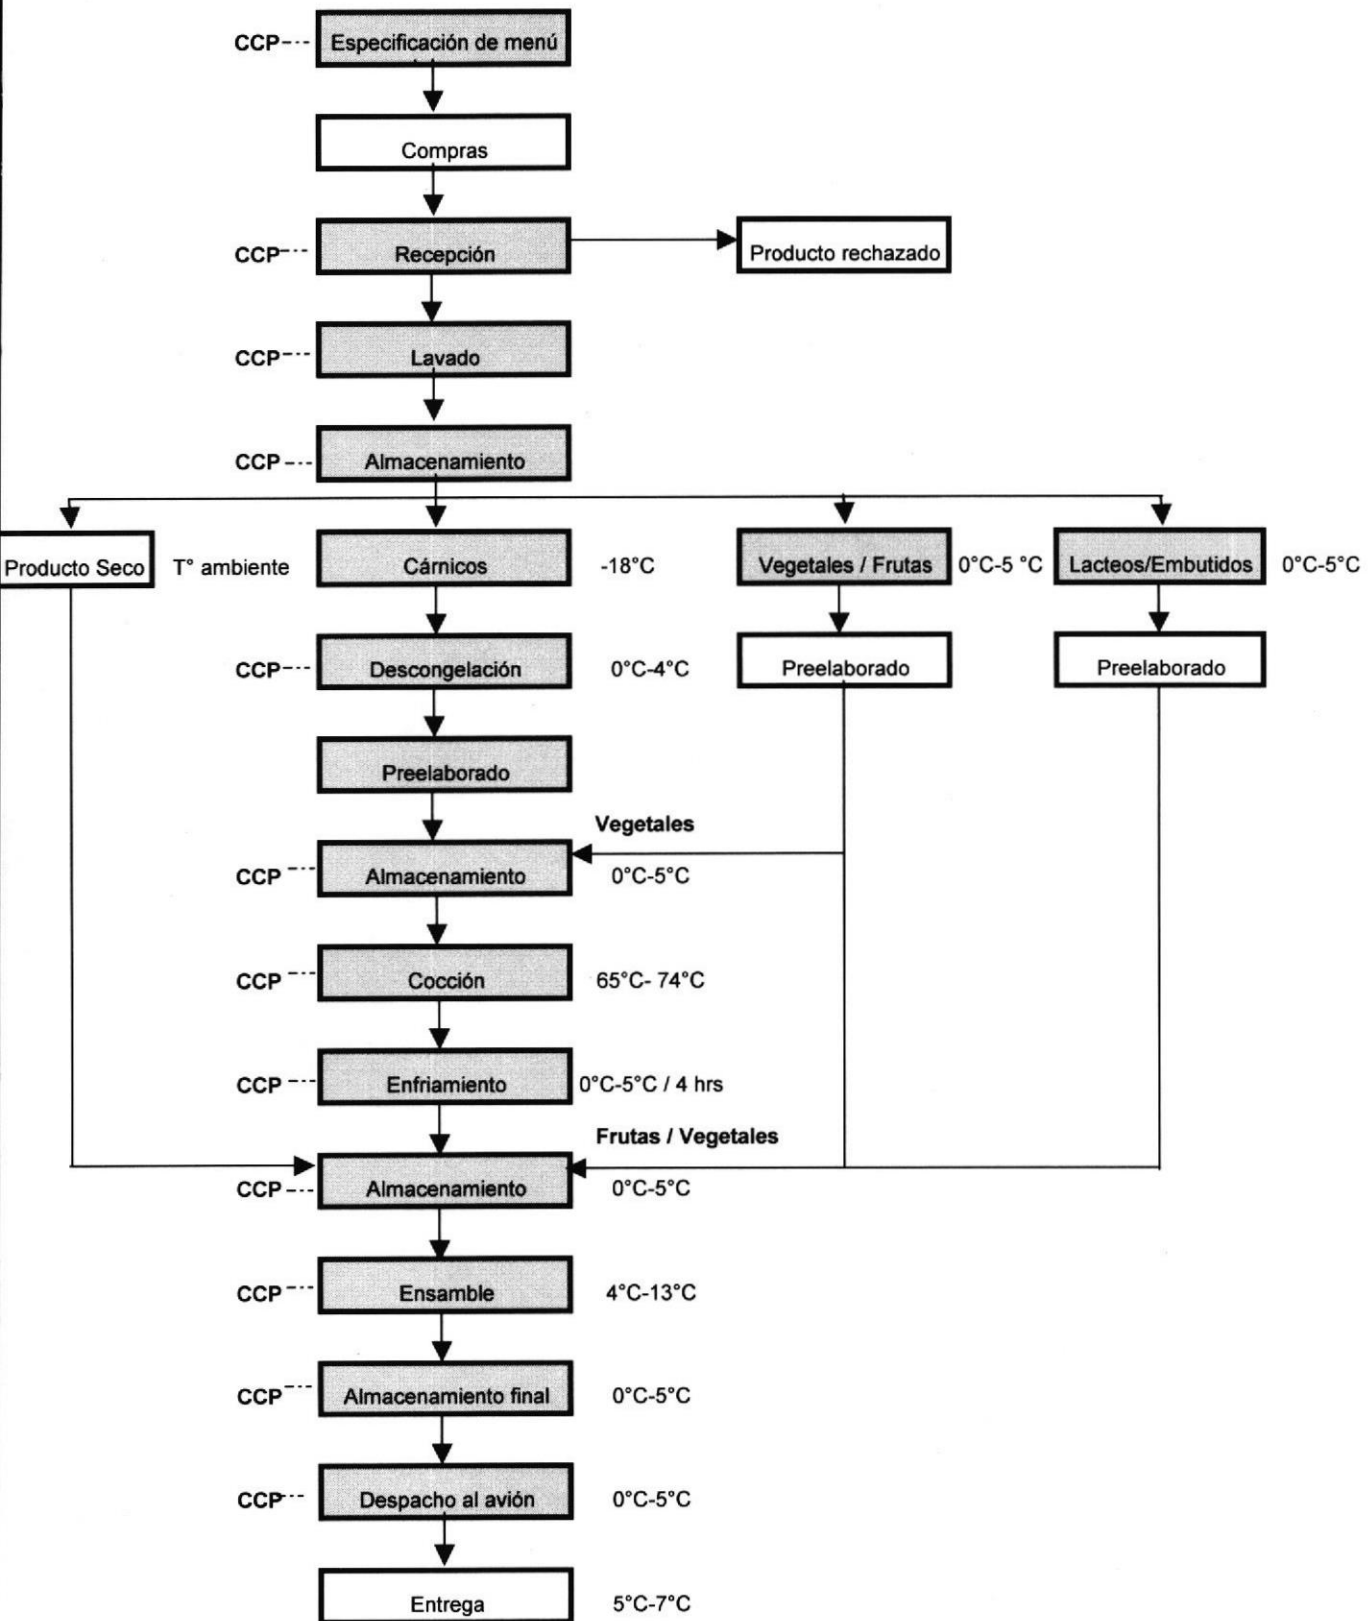 CCP
Especificación de menú
Compras
CCP
Recepción
Producto rechazado
CCP
Lavado
CCP
Almacenamiento
Producto Seco
T° ambiente
Cárnicos
-18°C
Vegetales / Frutas
0°C-5 °C
Lacteos/Embutidos
0°C-5°C
CCP
Descongelación
0°C-4°C
Preelaborado
Preelaborado
Preelaborado
Vegetales
CCP
Almacenamiento
0°C-5°C
CCP
Cocción
65°C- 74°C
CCP
Enfriamiento
0°C-5°C / 4 hrs
Frutas / Vegetales
CCP
Almacenamiento
0°C-5°C
CCP
Ensamble
4°C-13°C
CCP
Almacenamiento final
0°C-5°C
CCP
Despacho al avión
0°C-5°C
Entrega
5°C-7°C